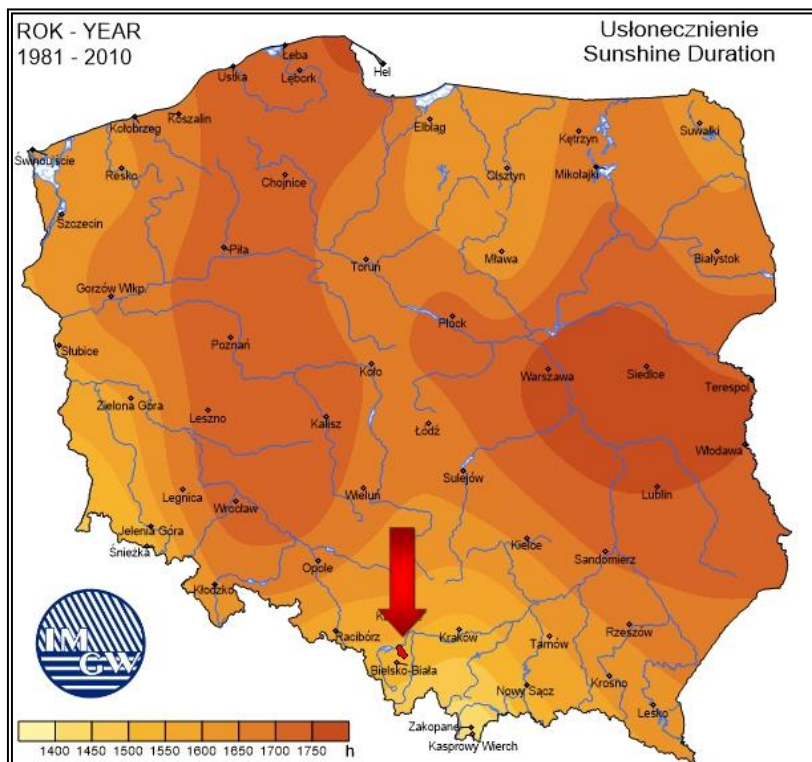 ROK - YEAR
1981 - 2010
Usłonecznienie
Sunshine Duration
Łeba
Hel
Ustka
Lębork
Koszalin
Kołobrzeg
Elbląg
Suwałki
Kętrzyn
Świnoujście
Resko
Chojnice
Olsztyn
Mikołajki
Szczecin
Piła
Toruń
Mława
Białystok
Gorzów Wlkp.
Płock
Słubice
Poznań
Koło
Warszawa
Siedlce
Terespol
Zielona Góra
Leszno
Kalisz
Łódź
Włodawa
Sulejów
Legnica
Wieluń
Lublin
Wrocław
Jelenia Góra
Śnieżka
Kielce
Sandomierz
Opole
Kłodzko
Racibórz
Kraków
Tarnów
Rzeszów
Bielsko-Biała
Nowy Sącz
Krosno
Lesko
Zakopane
Kasprowy Wierch
IM
GW
1400 1450 1500 1550 1600 1650 1700 1750 h